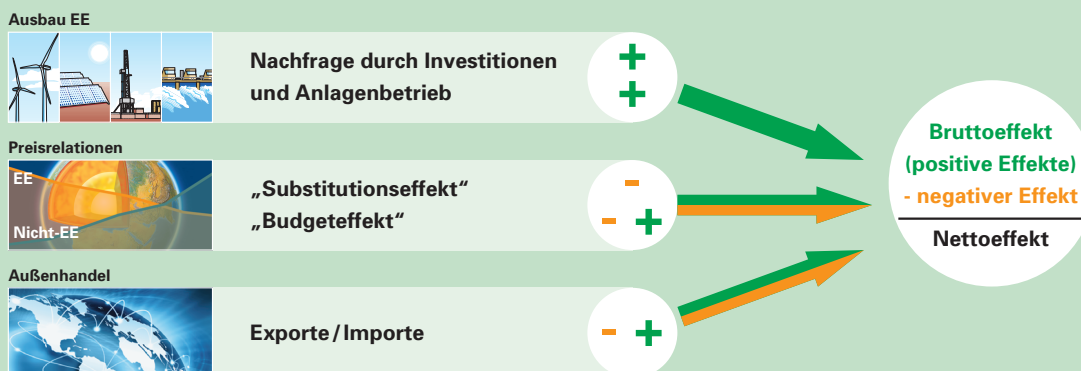 Ausbau EE
Nachfrage durch Investitionen
und Anlagenbetrieb
+
+
Preisrelationen
EE
Nicht-EE
„Substitutionseffekt“
„Budgeteffekt“
-
- +
Außenhandel
Exporte/Importe
- +
Bruttoeffekt
(positive Effekte)
- negativer Effekt
Nettoeffekt